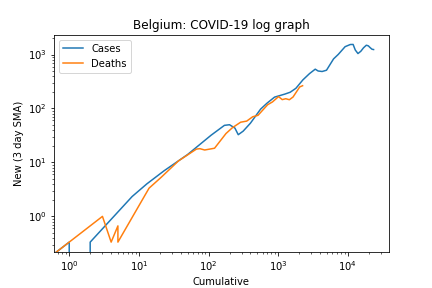 Belgium: COVID-19 log graph
Cases
Deaths
New (3 day SMA)
10³
10²
10¹
10⁰
10⁰ 10¹ 10² 10³ 10⁴
Cumulative